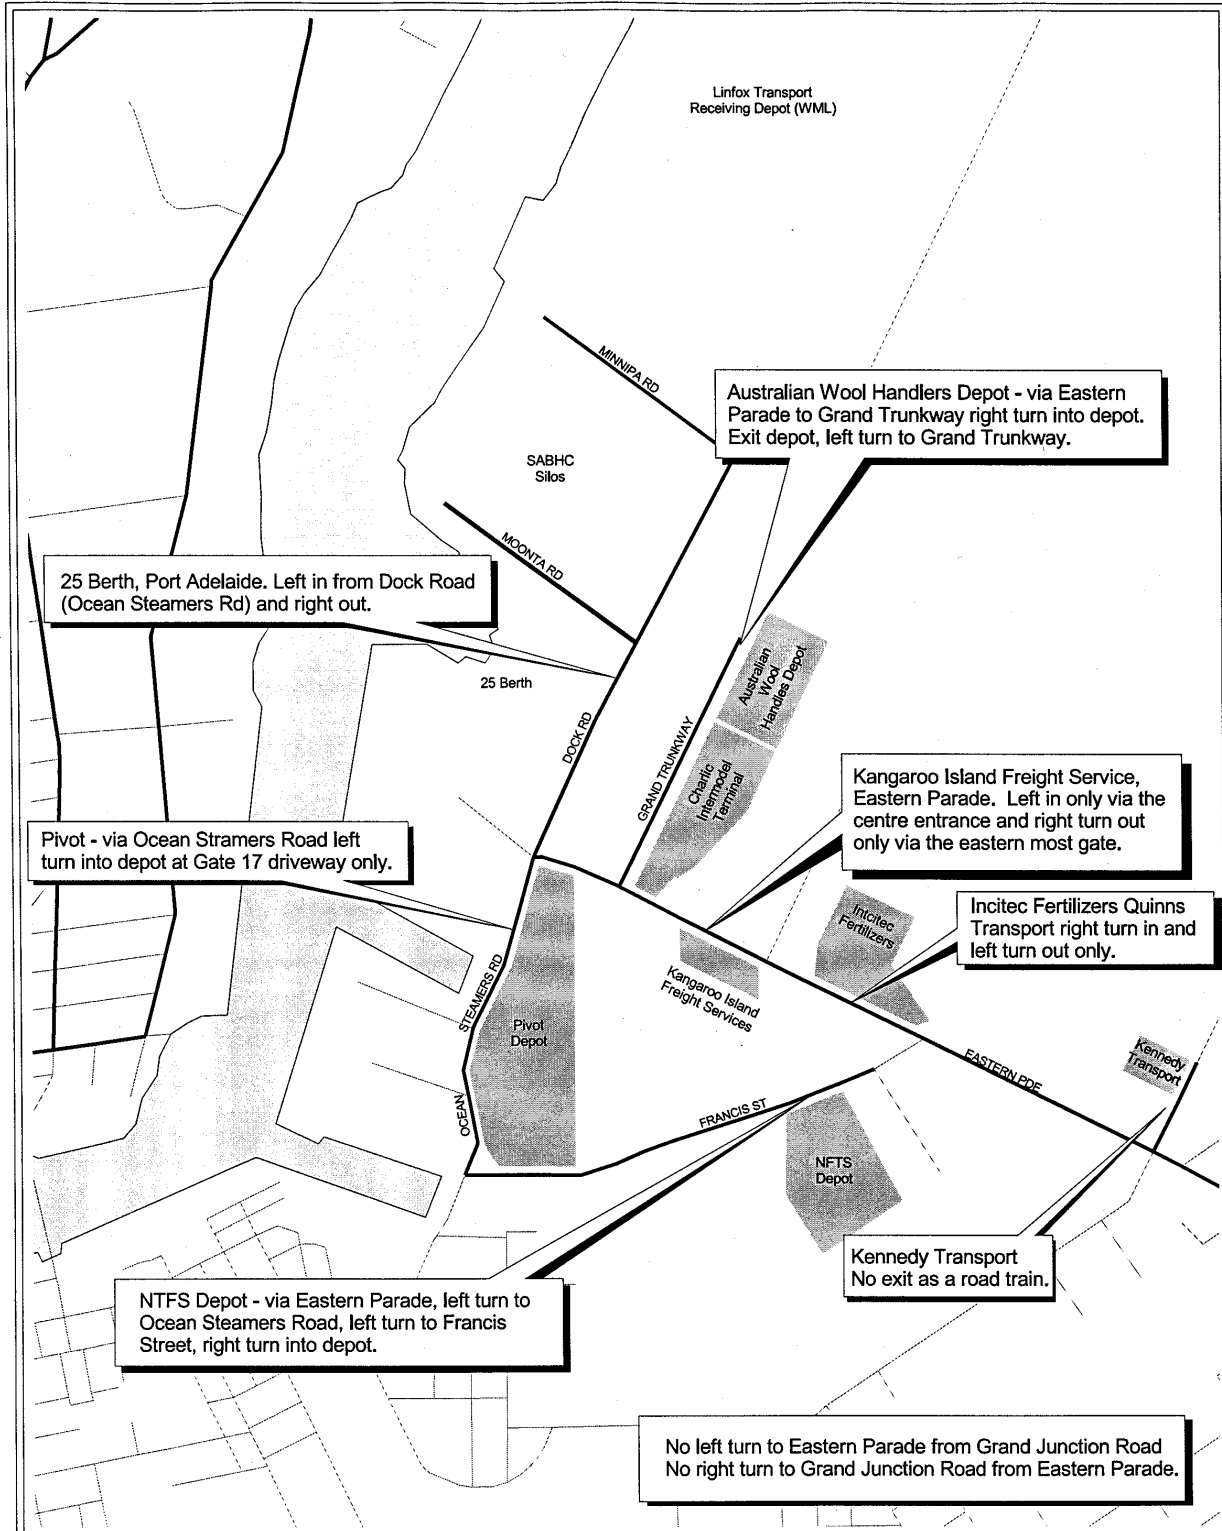 Linfox Transport
Receiving Depot (WML)
MINNIPA RD
Australian Wool Handlers Depot - via Eastern
Parade to Grand Trunkway right turn into depot.
Exit depot, left turn to Grand Trunkway.
SABHC
Silos
MOONTA RD
25 Berth, Port Adelaide. Left in from Dock Road
(Ocean Steamers Rd) and right out.
25 Berth
Australian
Wool
Handles Depot
DOCK RD
GRAND TRUNKWAY
Charlic
Intermodel
Terminal
Kangaroo Island Freight Service,
Eastern Parade. Left in only via the
centre entrance and right turn out
only via the eastern most gate.
Pivot - via Ocean Stramers Road left
turn into depot at Gate 17 driveway only.
Intcitec
Fertilizers
Incitec Fertilizers Quinns
Transport right turn in and
left turn out only.
STEAMERS RD
Kangaroo Island
Freight Services
Pivot
Depot
EASTERN PDE
Kennedy
Transport
OCEAN
FRANCIS ST
NFTS
Depot
Kennedy Transport
No exit as a road train.
NTFS Depot - via Eastern Parade, left turn to
Ocean Steamers Road, left turn to Francis
Street, right turn into depot.
No left turn to Eastern Parade from Grand Junction Road
No right turn to Grand Junction Road from Eastern Parade.